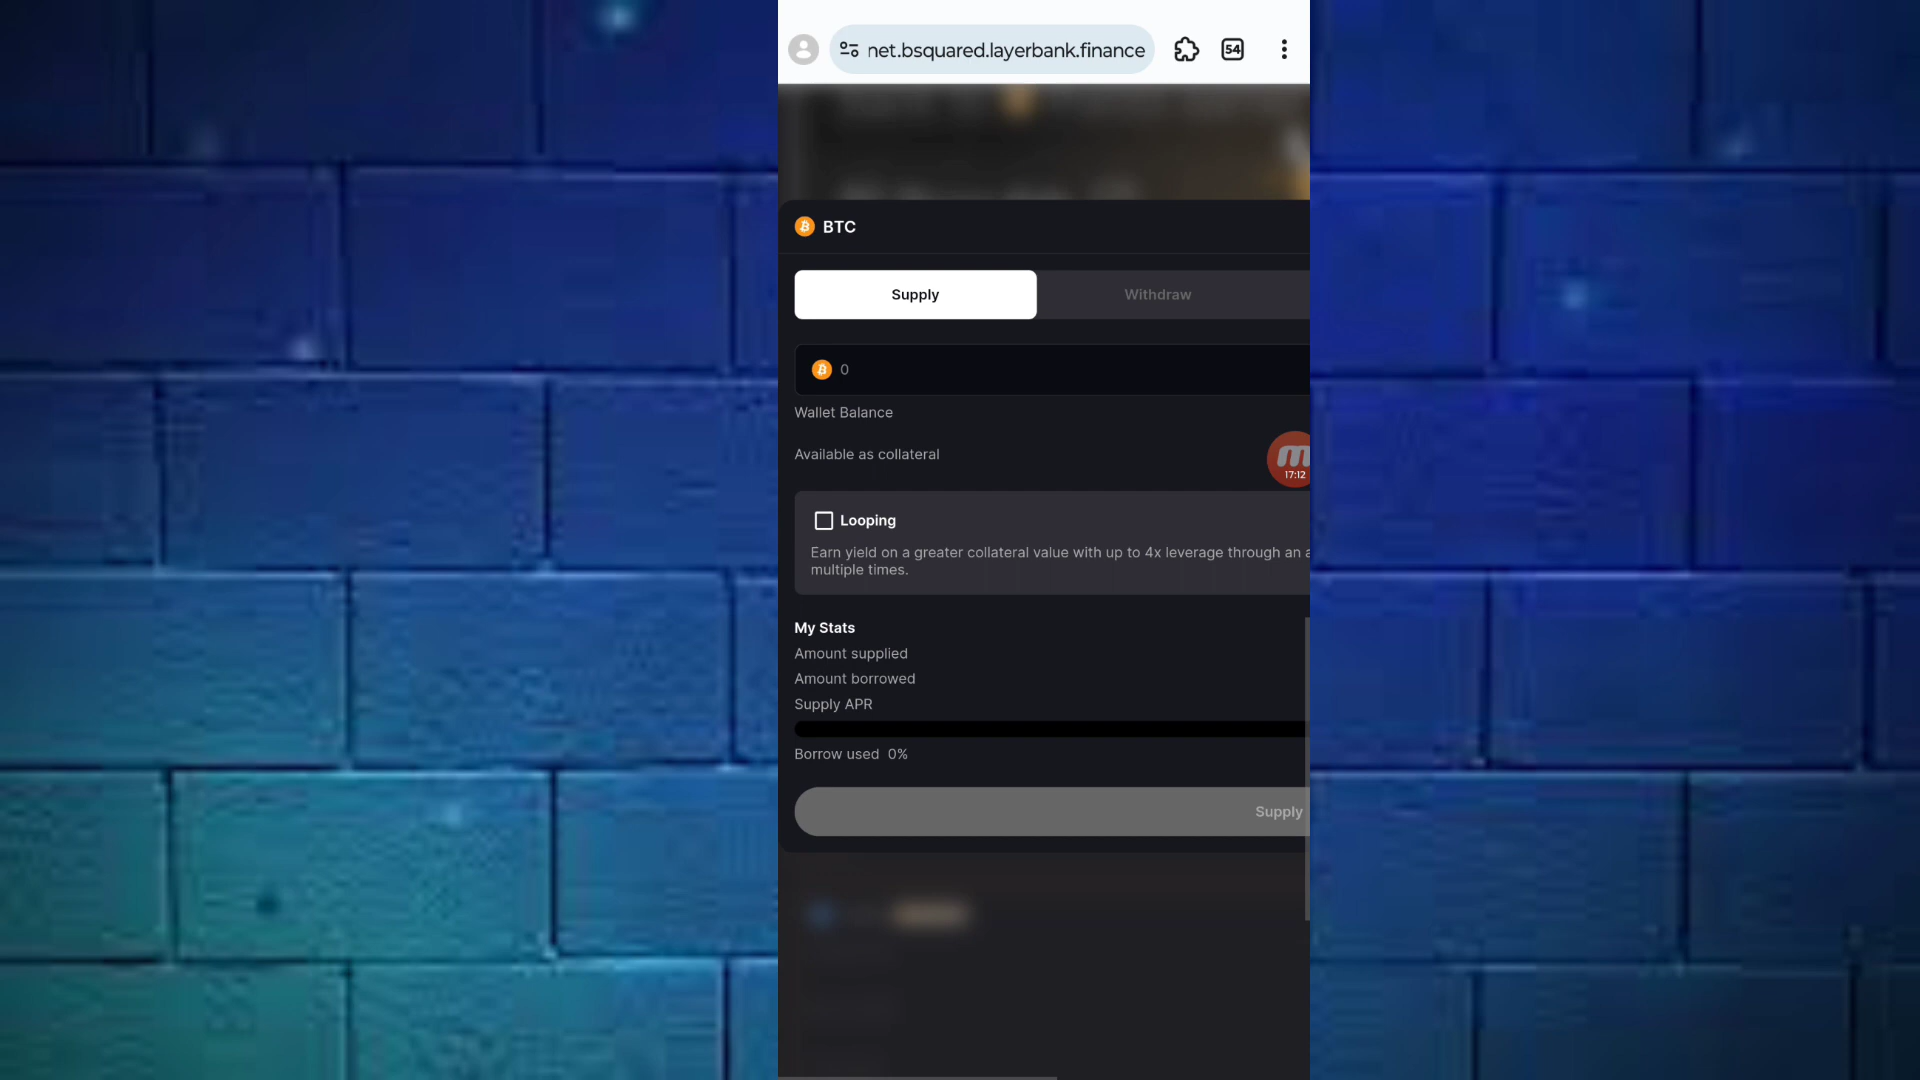 net.bsquared.layerbank.finance
54
BTC
Supply
Withdraw
0
Wallet Balance
Available as collateral
17:12
Looping
Earn yield on a greater collateral value with up to 4x leverage through an a
multiple times.
My Stats
Amount supplied
Amount borrowed
Supply APR
Borrow used 0%
Supply